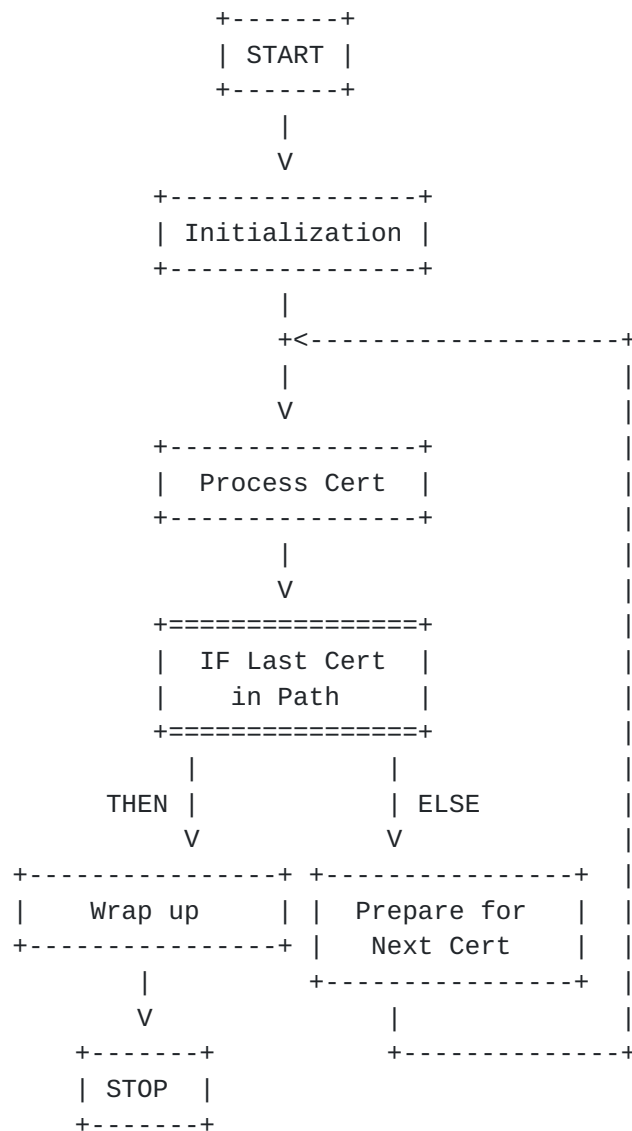 START
Initialization
Process Cert
IF Last Cert
in Path
THEN ELSE
Wrap up Prepare for
Next Cert
STOP